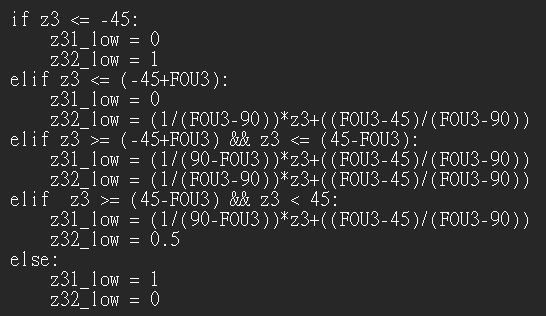 if z3 <= -45:
    z31_low = 0
    z32_low = 1
elif z3 <= (-45+FOU3):
    z31_low = 0
    z32_low = (1/(FOU3-90))*z3+((FOU3-45)/(FOU3-90))
elif z3 >= (-45+FOU3) && z3 <= (45-FOU3):
    z31_low = (1/(90-FOU3))*z3+((FOU3-45)/(FOU3-90))
    z32_low = (1/(FOU3-90))*z3+((FOU3-45)/(FOU3-90))
elif  z3 >= (45-FOU3) && z3 < 45:
    z31_low = (1/(90-FOU3))*z3+((FOU3-45)/(FOU3-90))
    z32_low = 0.5
else:
    z31_low = 1
    z32_low = 0